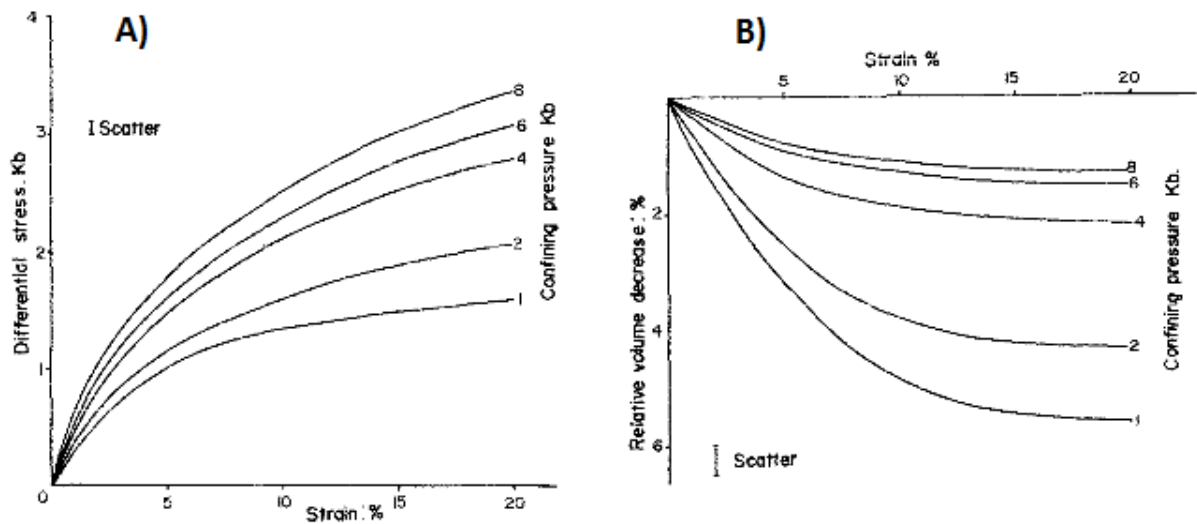 A)
4
3
2
1
0
Differential stress. Kb
I Scatter
8
6
4
2
1
Confining pressure Kb
5
10
15
20
Strain: %
B)
Strain %
5
10
15
20
2
4
6
Relative volume decrease: %
8
6
4
2
1
Confining pressure Kb.
Scatter